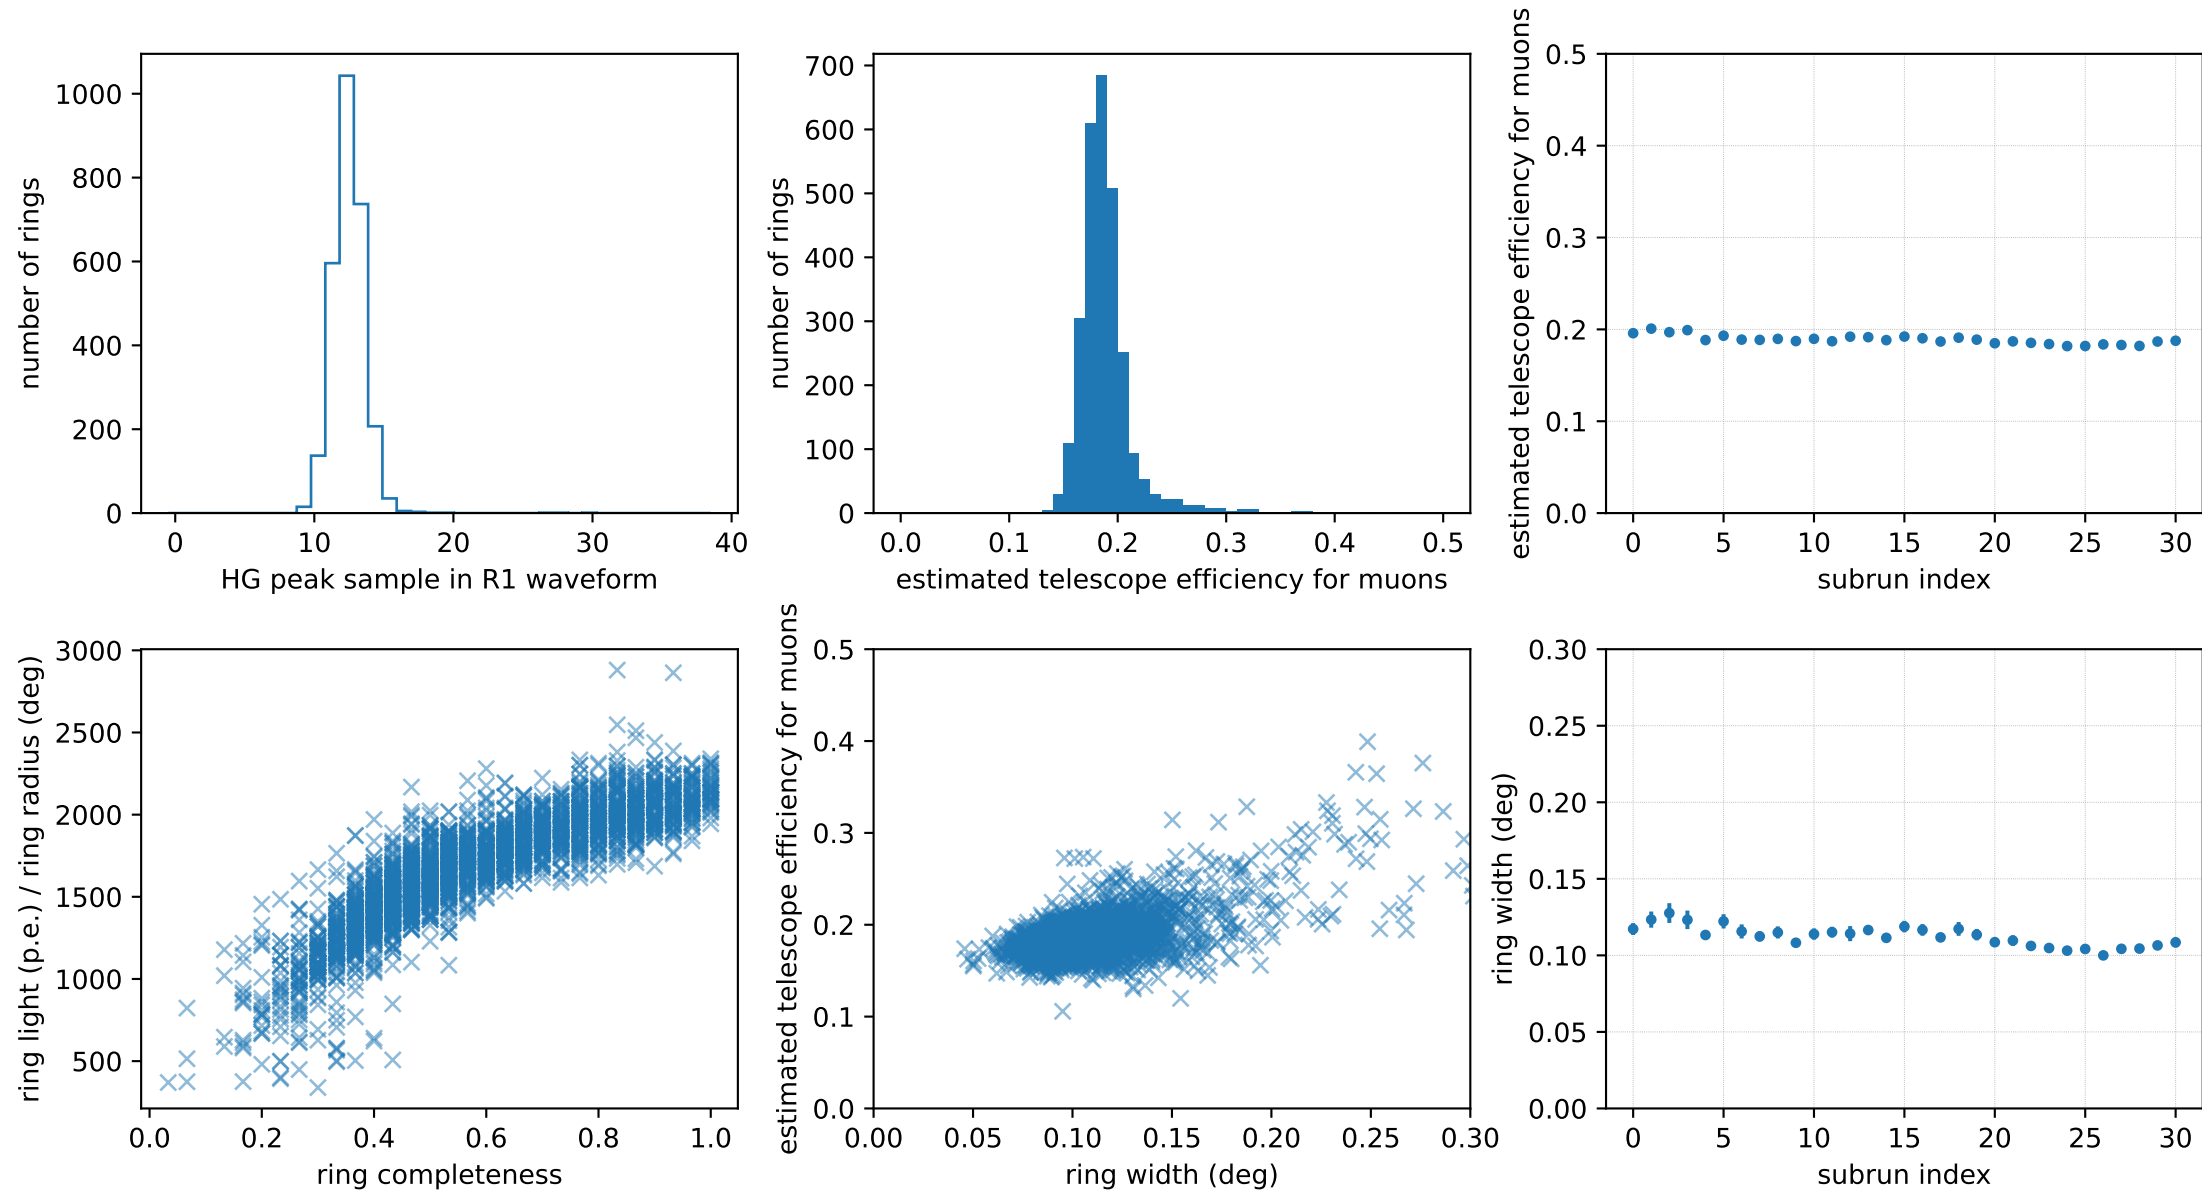 number of rings
1000
800
600
400
200
0
0 10 20 30 40
HG peak sample in R1 waveform
number of rings
700
600
500
400
300
200
100
0
0.0 0.1 0.2 0.3 0.4 0.5
estimated telescope efficiency for muons
estimated telescope efficiency for muons
0.5
0.4
0.3
0.2
0.1
0.0
0 5 10 15 20 25 30
subrun index
ring light (p.e.) / ring radius (deg)
3000
2500
2000
1500
1000
500
0.0 0.2 0.4 0.6 0.8 1.0
ring completeness
estimated telescope efficiency for muons
0.5
0.4
0.3
0.2
0.1
0.0
0.00 0.05 0.10 0.15 0.20 0.25 0.30
ring width (deg)
ring width (deg)
0.30
0.25
0.20
0.15
0.10
0.05
0.00
0 5 10 15 20 25 30
subrun index